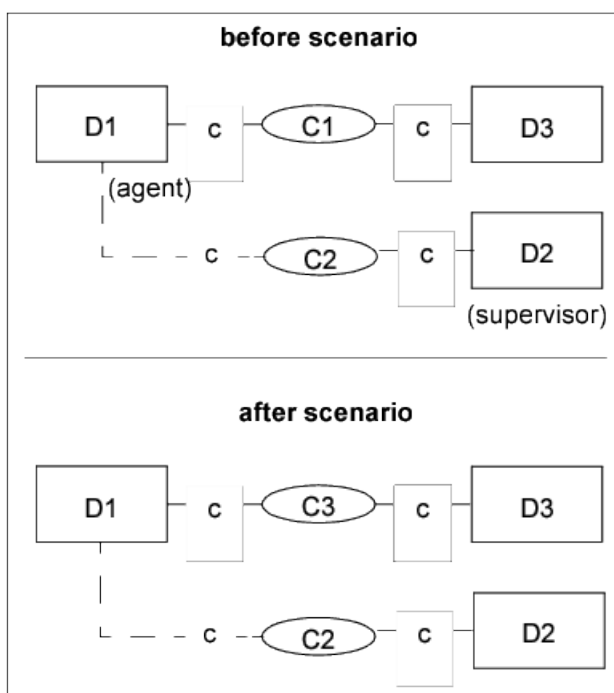 before scenario
D1 c C1 c D3
(agent)
c C2 c D2
(supervisor)
after scenario
D1 c C3 c D3
c C2 c D2